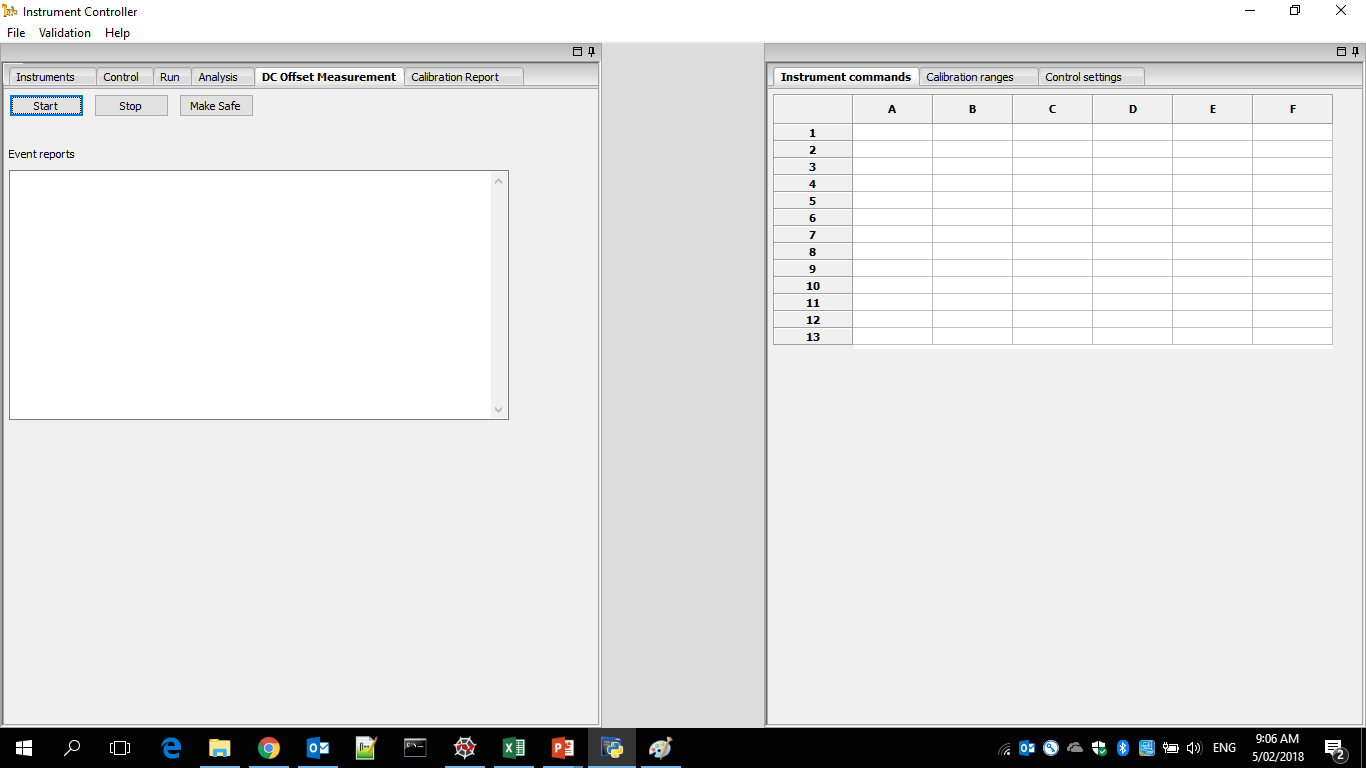 Instrument Controller
File Validation Help
Instruments Control Run Analysis DC Offset Measurement Calibration Report
Start Stop Make Safe
Event reports
Instrument commands Calibration ranges Control settings
A B C D E F
1
2
3
4
5
6
7
8
9
10
11
12
13
ENG
9:06 AM
5/02/2018
2